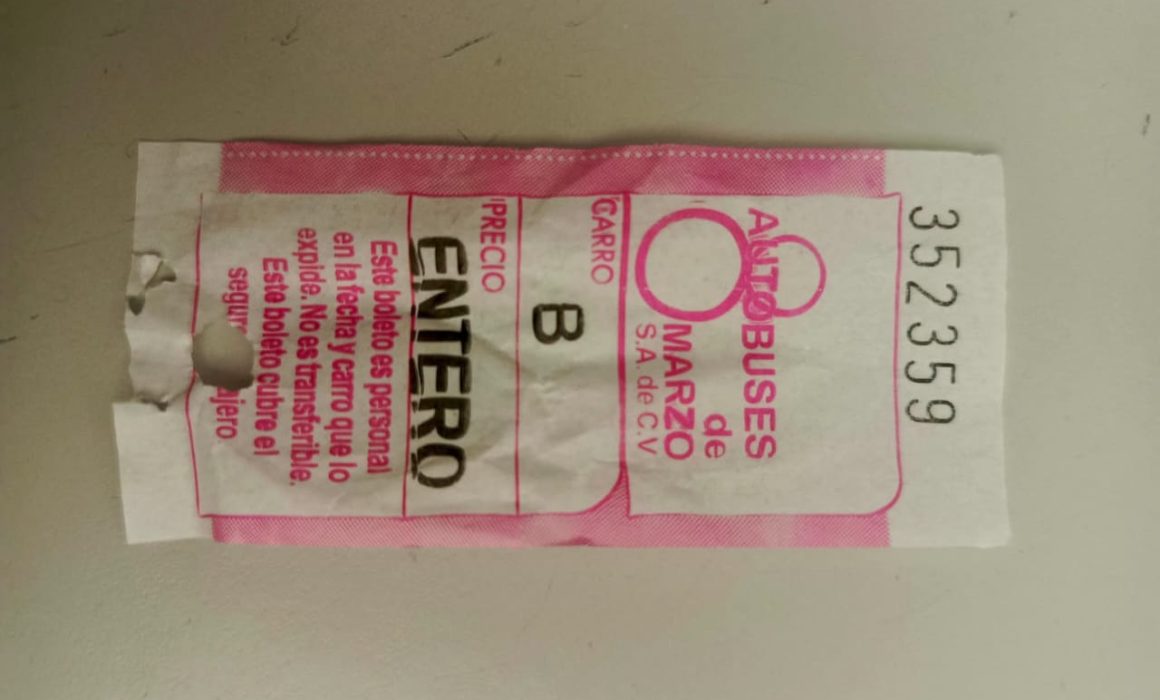 352359
AUTOBUSES
de
8 MARZO
S.A. de C.V
CARRO
B
PRECIO
ENTERO
Este boleto es personal
en la fecha y carro que lo
expide. No es transferible.
Este boleto cubre el